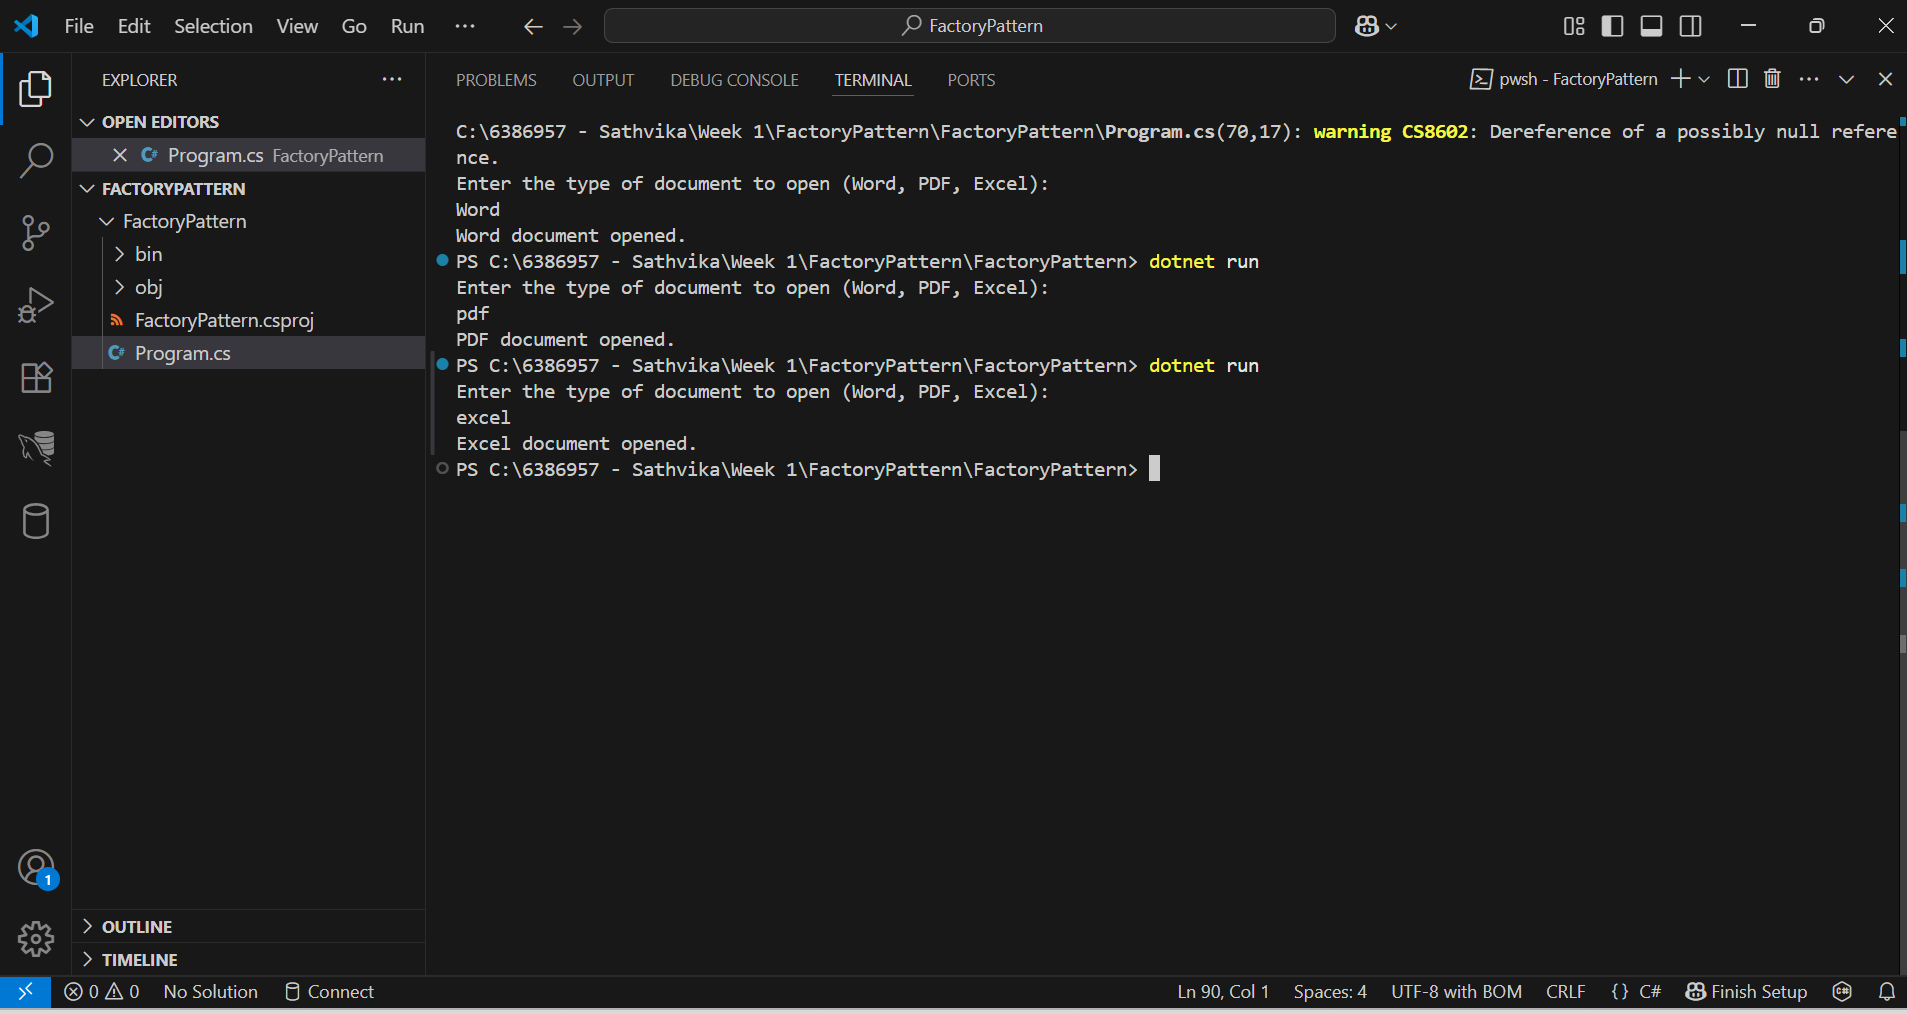 File Edit Selection View Go Run ··· FactoryPattern
EXPLORER ···
OPEN EDITORS
Program.cs FactoryPattern
FACTORYPATTERN
FactoryPattern
bin
obj
FactoryPattern.csproj
C# Program.cs
OUTLINE
TIMELINE
PROBLEMS OUTPUT DEBUG CONSOLE TERMINAL PORTS pwsh - FactoryPattern
C:\6386957 - Sathvika\Week 1\FactoryPattern\FactoryPattern\Program.cs(70,17): warning CS8602: Dereference of a possibly null refere
nce.
Enter the type of document to open (Word, PDF, Excel):
Word
Word document opened.
PS C:\6386957 - Sathvika\Week 1\FactoryPattern\FactoryPattern> dotnet run
Enter the type of document to open (Word, PDF, Excel):
pdf
PDF document opened.
PS C:\6386957 - Sathvika\Week 1\FactoryPattern\FactoryPattern> dotnet run
Enter the type of document to open (Word, PDF, Excel):
excel
Excel document opened.
PS C:\6386957 - Sathvika\Week 1\FactoryPattern\FactoryPattern>
1
0 0 No Solution Connect Ln 90, Col 1 Spaces: 4 UTF-8 with BOM CRLF {} C# Finish Setup